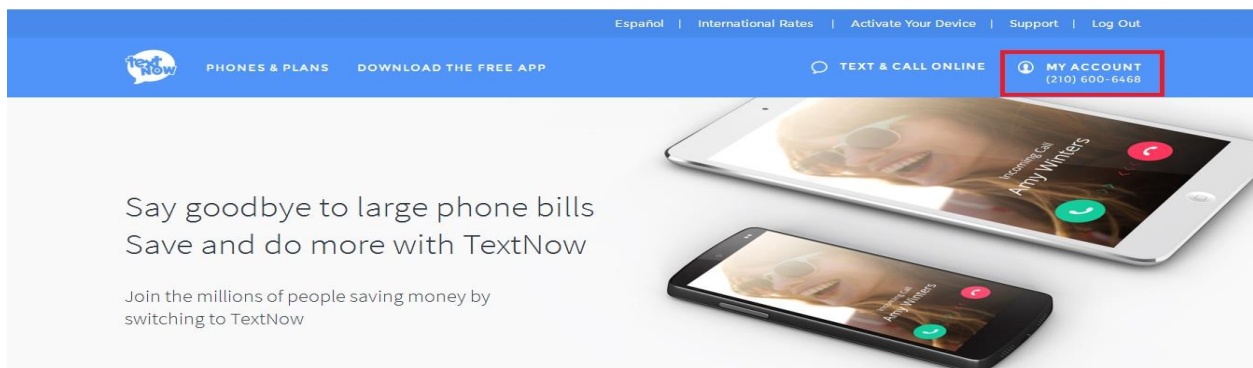 Español | International Rates | Activate Your Device | Support | Log Out
text NOW
PHONES & PLANS DOWNLOAD THE FREE APP TEXT & CALL ONLINE MY ACCOUNT
(210) 600-6468
Say goodbye to large phone bills
Save and do more with TextNow
Join the millions of people saving money by
switching to TextNow
Incoming Call
Amy Winters
Incoming Call
Amy Winters